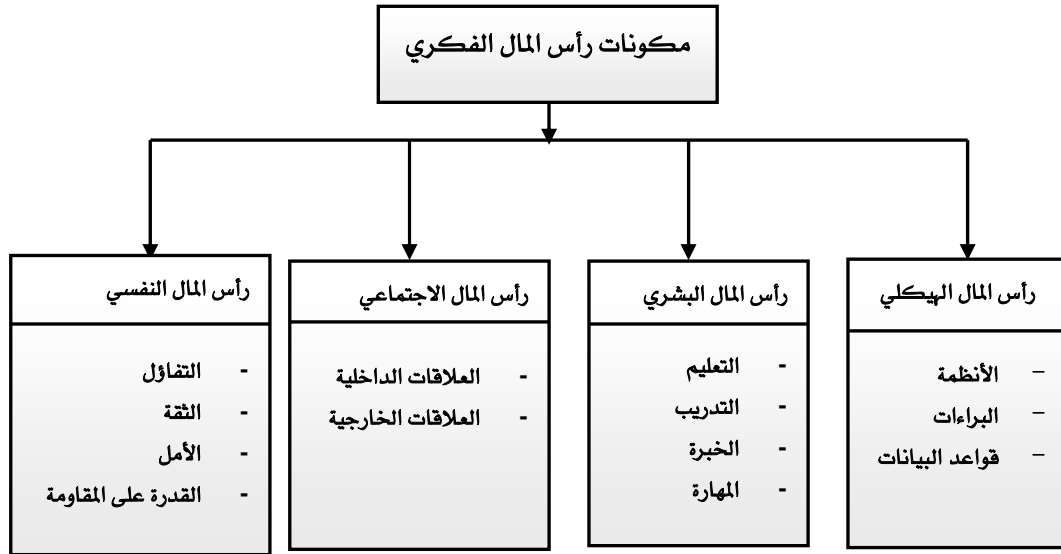 مكونات رأس المال الفكري
رأس المال الهيكلي
– الأنظمة
– البراءات
– قواعد البيانات
رأس المال البشري
- التعليم
- التدريب
- الخبرة
- المهارة
رأس المال الاجتماعي
- العلاقات الداخلية
- العلاقات الخارجية
رأس المال النفسي
- التفاؤل
- الثقة
- الأمل
- القدرة على المقاومة